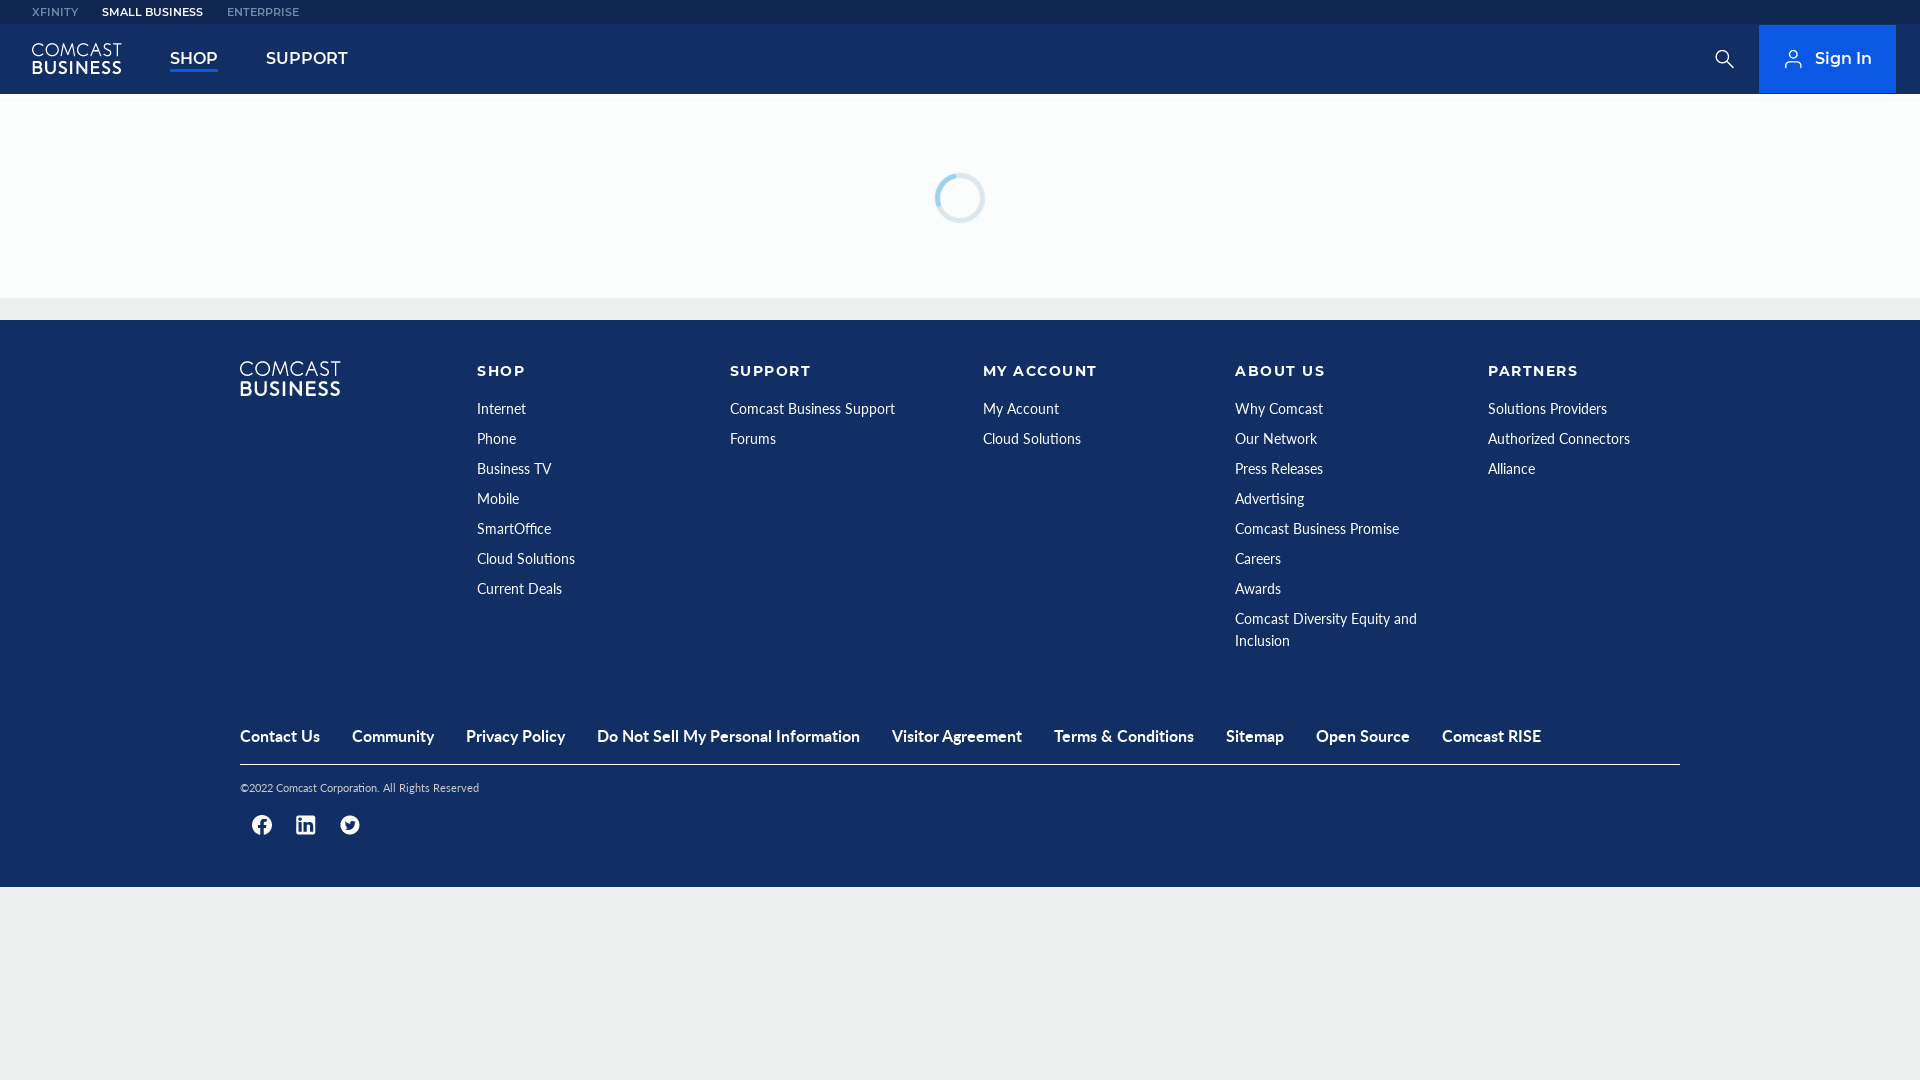 XFINITY SMALL BUSINESS ENTERPRISE
COMCAST
BUSINESS
SHOP SUPPORT Sign In
COMCAST
BUSINESS
SHOP
Internet
Phone
Business TV
Mobile
SmartOffice
Cloud Solutions
Current Deals
SUPPORT
Comcast Business Support
Forums
MY ACCOUNT
My Account
Cloud Solutions
ABOUT US
Why Comcast
Our Network
Press Releases
Advertising
Comcast Business Promise
Careers
Awards
Comcast Diversity Equity and
Inclusion
PARTNERS
Solutions Providers
Authorized Connectors
Alliance
Contact Us Community Privacy Policy Do Not Sell My Personal Information Visitor Agreement Terms & Conditions Sitemap Open Source Comcast RISE
©2022 Comcast Corporation. All Rights Reserved